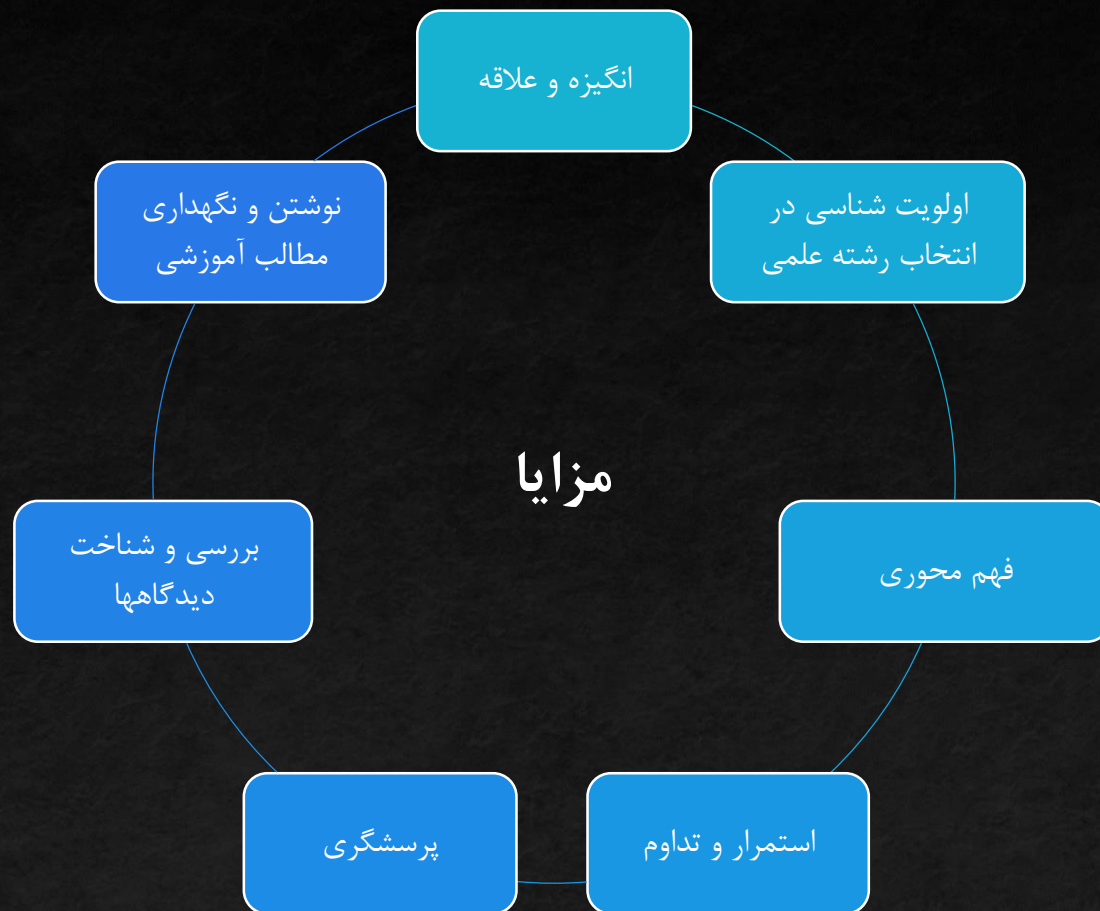 انگیزه و علاقه
اولویت شناسی در
انتخاب رشته علمی
فهم محوری
استمرار و تداوم
پرسشگری
بررسی و شناخت
دیدگاهها
نوشتن و نگهداری
مطالب آموزشی
مزایا